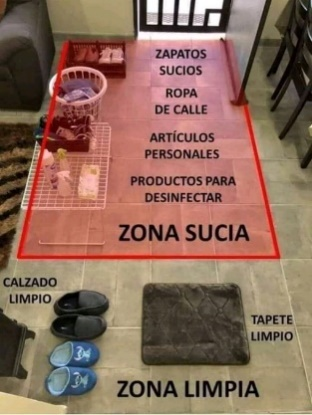 ZAPATOS
SUCIOS
ROPA
DE CALLE
ARTÍCULOS
PERSONALES
PRODUCTOS PARA
DESINFECTAR
ZONA SUCIA
CALZADO
LIMPIO
TAPETE
LIMPIO
ZONA LIMPIA